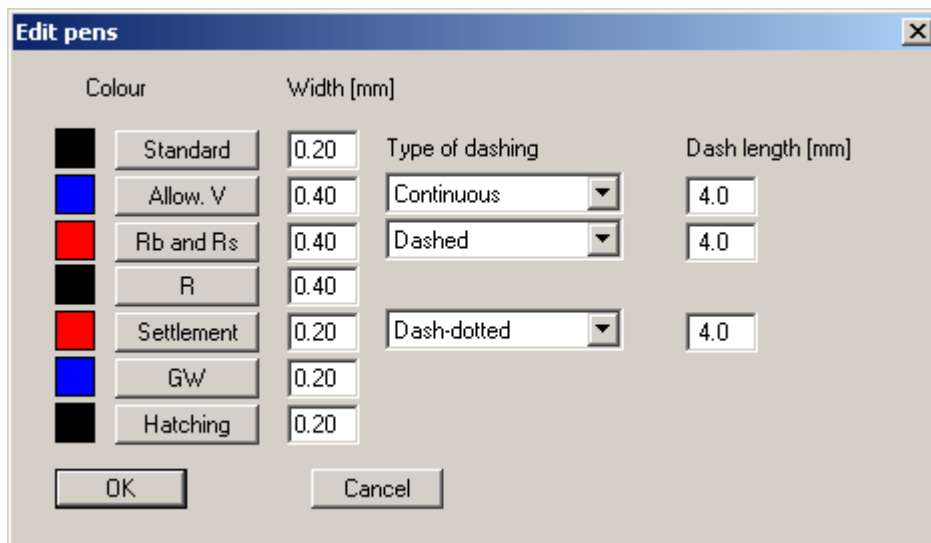 Edit pens
Colour Width [mm]
Standard 0.20 Type of dashing Dash length [mm]
Allow. V 0.40 Continuous 4.0
Rb and Rs 0.40 Dashed 4.0
R 0.40
Settlement 0.20 Dash-dotted 4.0
GW 0.20
Hatching 0.20
OK Cancel